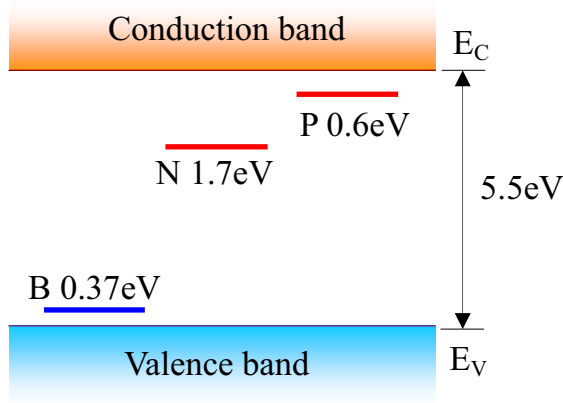 Conduction band
E_C
P 0.6eV
N 1.7eV
5.5eV
B 0.37eV
Valence band
E_V